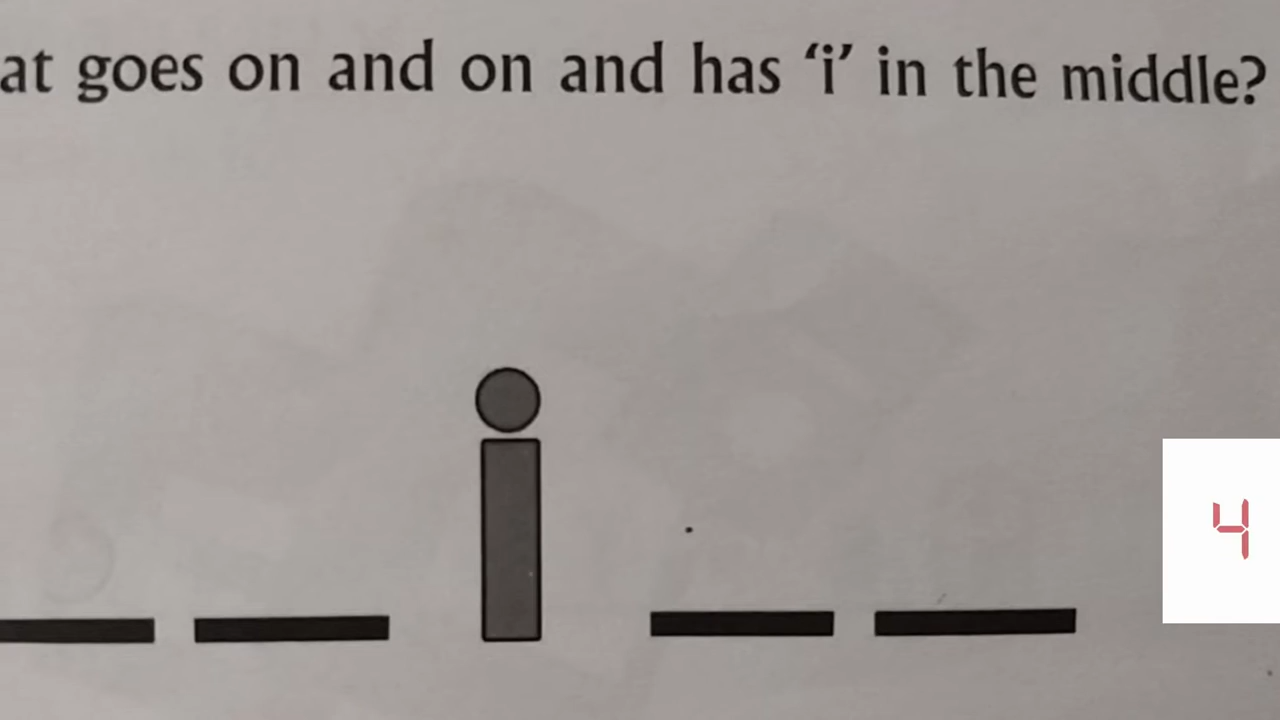 at goes on and on and has ‘i’ in the middle?
i
4